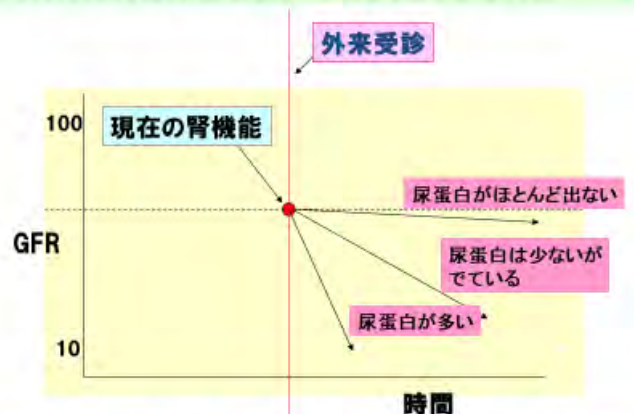 外来受診
100
現在の腎機能
尿蛋白がほとんど出ない
GFR
尿蛋白は少ないが
でている
尿蛋白が多い
10
時間